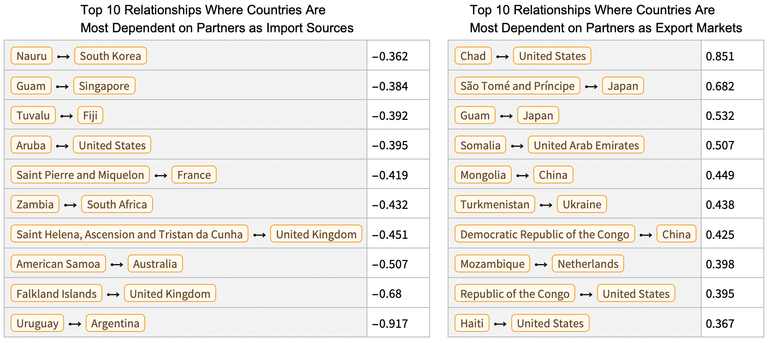 Top 10 Relationships Where Countries Are
Most Dependent on Partners as Import Sources
Nauru ↔ South Korea −0.362
Guam ↔ Singapore −0.384
Tuvalu ↔ Fiji −0.392
Aruba ↔ United States −0.395
Saint Pierre and Miquelon ↔ France −0.419
Zambia ↔ South Africa −0.432
Saint Helena, Ascension and Tristan da Cunha ↔ United Kingdom −0.451
American Samoa ↔ Australia −0.507
Falkland Islands ↔ United Kingdom −0.68
Uruguay ↔ Argentina −0.917
Top 10 Relationships Where Countries Are
Most Dependent on Partners as Export Markets
Chad ↔ United States 0.851
São Tomé and Príncipe ↔ Japan 0.682
Guam ↔ Japan 0.532
Somalia ↔ United Arab Emirates 0.507
Mongolia ↔ China 0.449
Turkmenistan ↔ Ukraine 0.438
Democratic Republic of the Congo ↔ China 0.425
Mozambique ↔ Netherlands 0.398
Republic of the Congo ↔ United States 0.395
Haiti ↔ United States 0.367